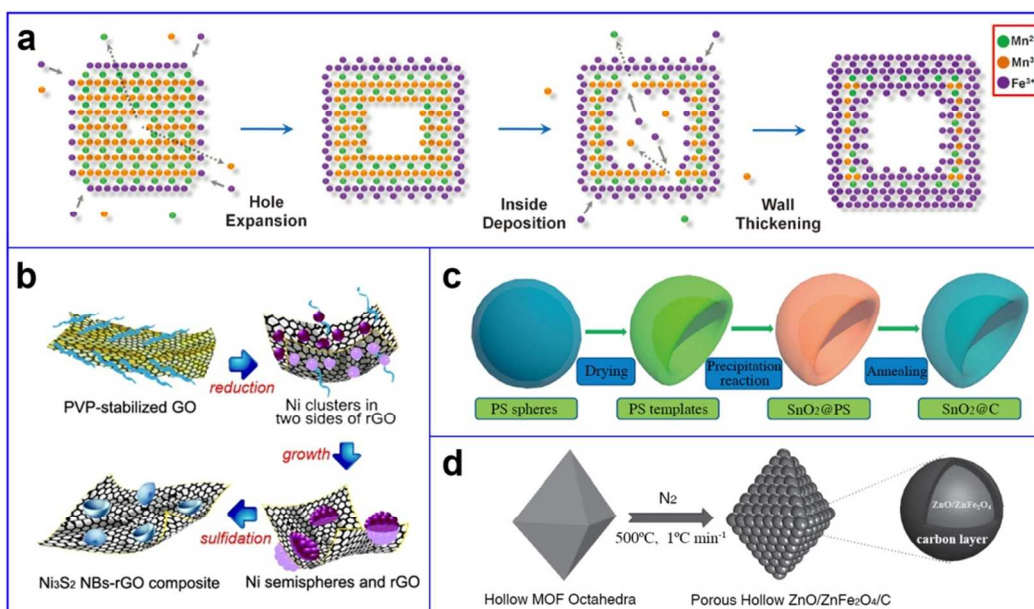 a
Mn²
Mn³
Fe³⁺
Hole
Expansion
Inside
Deposition
Wall
Thickening
b
PVP-stabilized GO
reduction
Ni clusters in
two sides of rGO
growth
Ni semispheres and rGO
sulfidation
Ni₃S₂ NBs-rGO composite
c
PS spheres
Drying
PS templates
Precipitation
reaction
SnO₂@PS
Annealing
SnO₂@C
d
Hollow MOF Octahedra
N₂
500ºC, 1ºC min⁻¹
Porous Hollow ZnO/ZnFe₂O₄/C
ZnO/ZnFe₂O₄
carbon layer